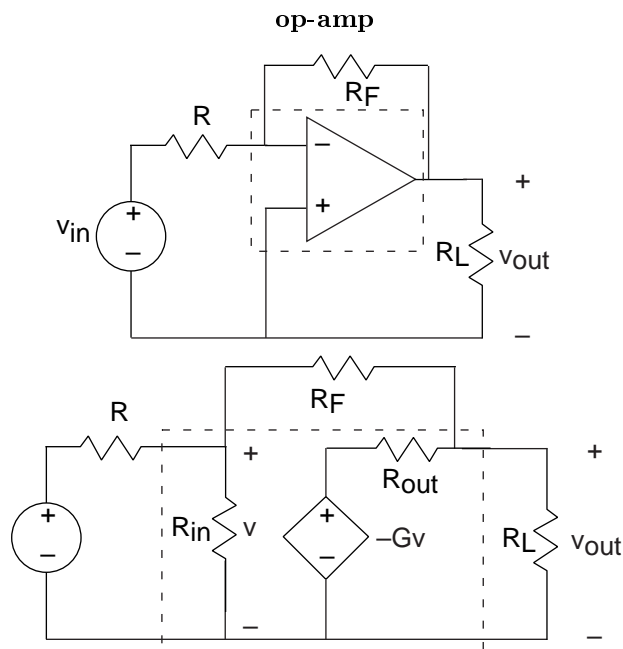 op-amp
R_F
R
−
+
+
v_in
+
−
R_L
v_out
−
R_F
R
+
+
R_out
+
−
R_in
v
+
−
−Gv
R_L
v_out
−
−